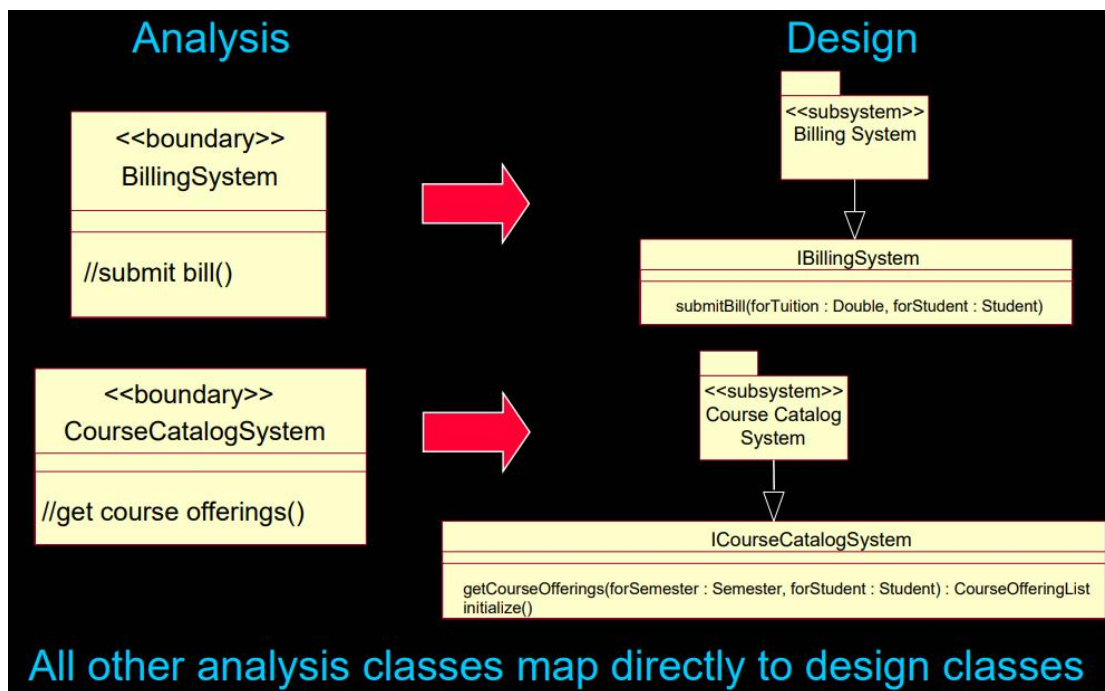 Analysis
Design
<<boundary>>
BillingSystem
//submit bill()
<<subsystem>>
Billing System
IBillingSystem
submitBill(forTuition : Double, forStudent : Student)
<<boundary>>
CourseCatalogSystem
//get course offerings()
<<subsystem>>
Course Catalog
System
ICourseCatalogSystem
getCourseOfferings(forSemester : Semester, forStudent : Student) : CourseOfferingList
initialize()
All other analysis classes map directly to design classes